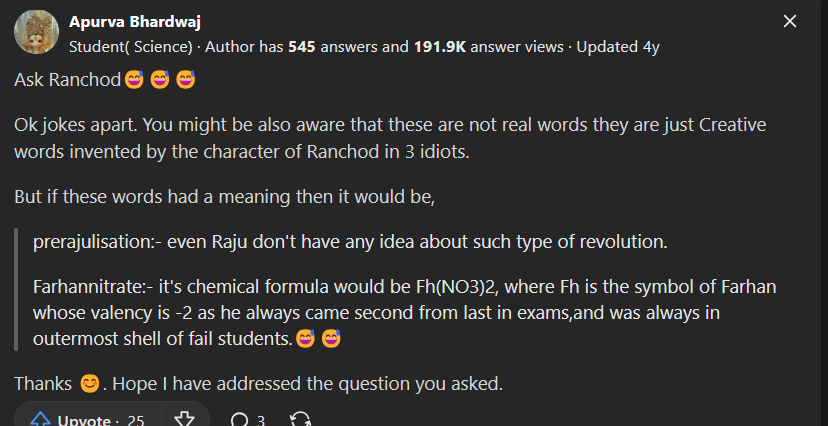 Apurva Bhardwaj
Student( Science) · Author has 545 answers and 191.9K answer views · Updated 4y
Ask Ranchod😅 😅 😅
Ok jokes apart. You might be also aware that these are not real words they are just Creative
words invented by the character of Ranchod in 3 idiots.
But if these words had a meaning then it would be,
prerajulisation:- even Raju don't have any idea about such type of revolution.
Farhannitrate:- it's chemical formula would be Fh(NO3)2, where Fh is the symbol of Farhan
whose valency is -2 as he always came second from last in exams,and was always in
outermost shell of fail students.😅 😅
Thanks 😊. Hope I have addressed the question you asked.
Upvote · 25 3